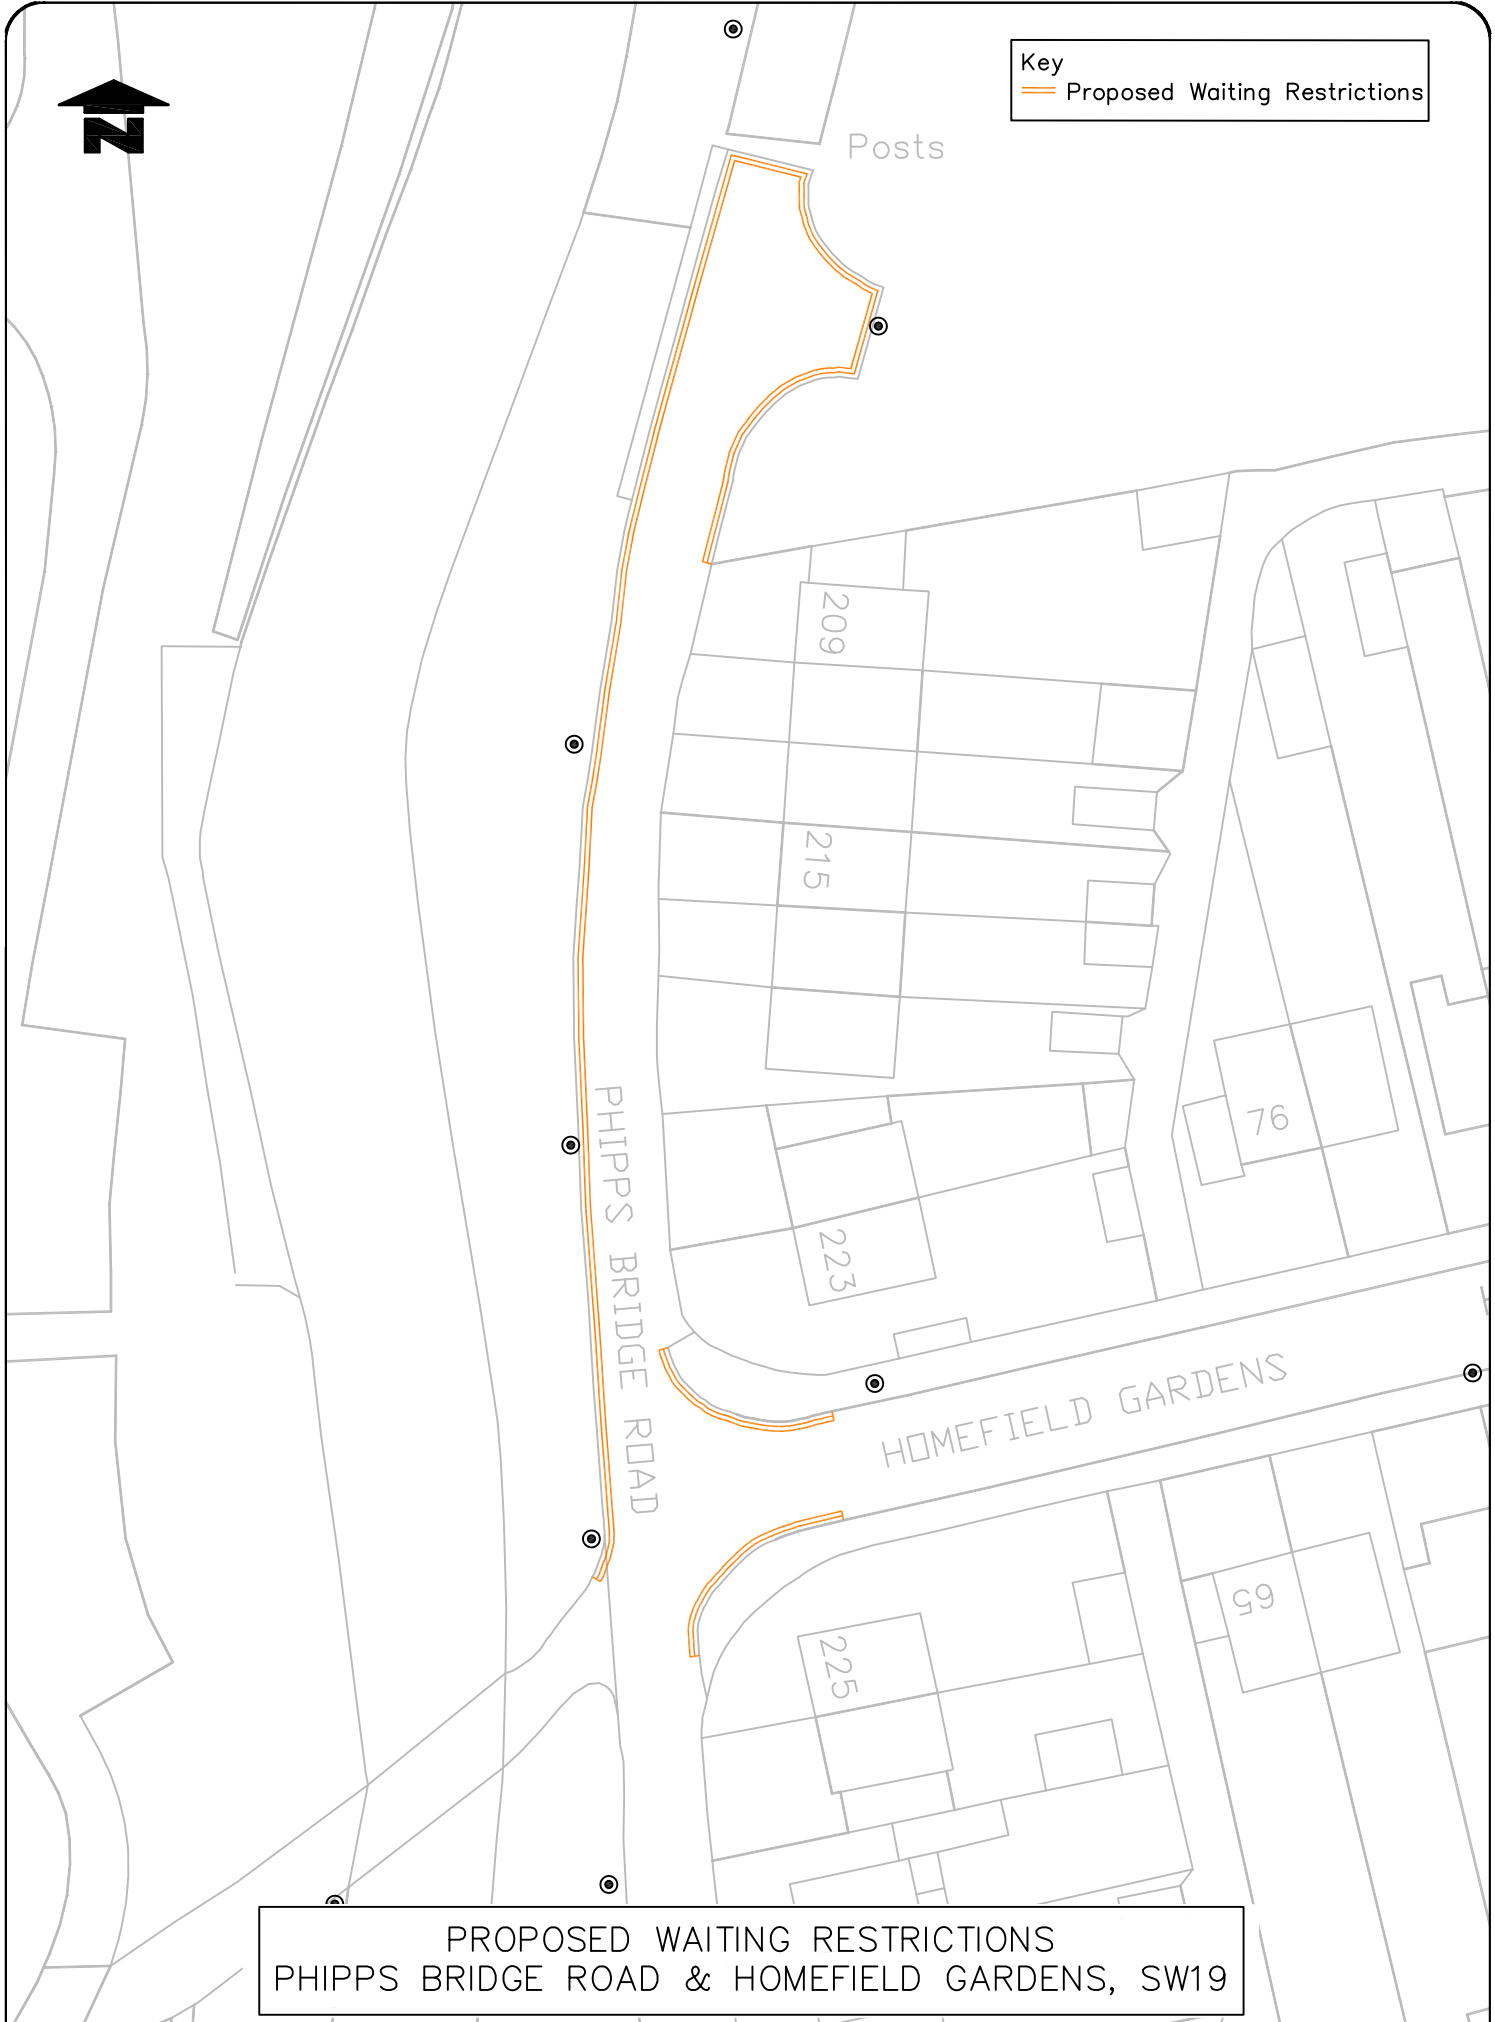 Key
Proposed Waiting Restrictions
N
Posts
209
215
PHIPPS BRIDGE ROAD
76
223
HOMEFIELD GARDENS
65
225
PROPOSED WAITING RESTRICTIONS
PHIPPS BRIDGE ROAD & HOMEFIELD GARDENS, SW19